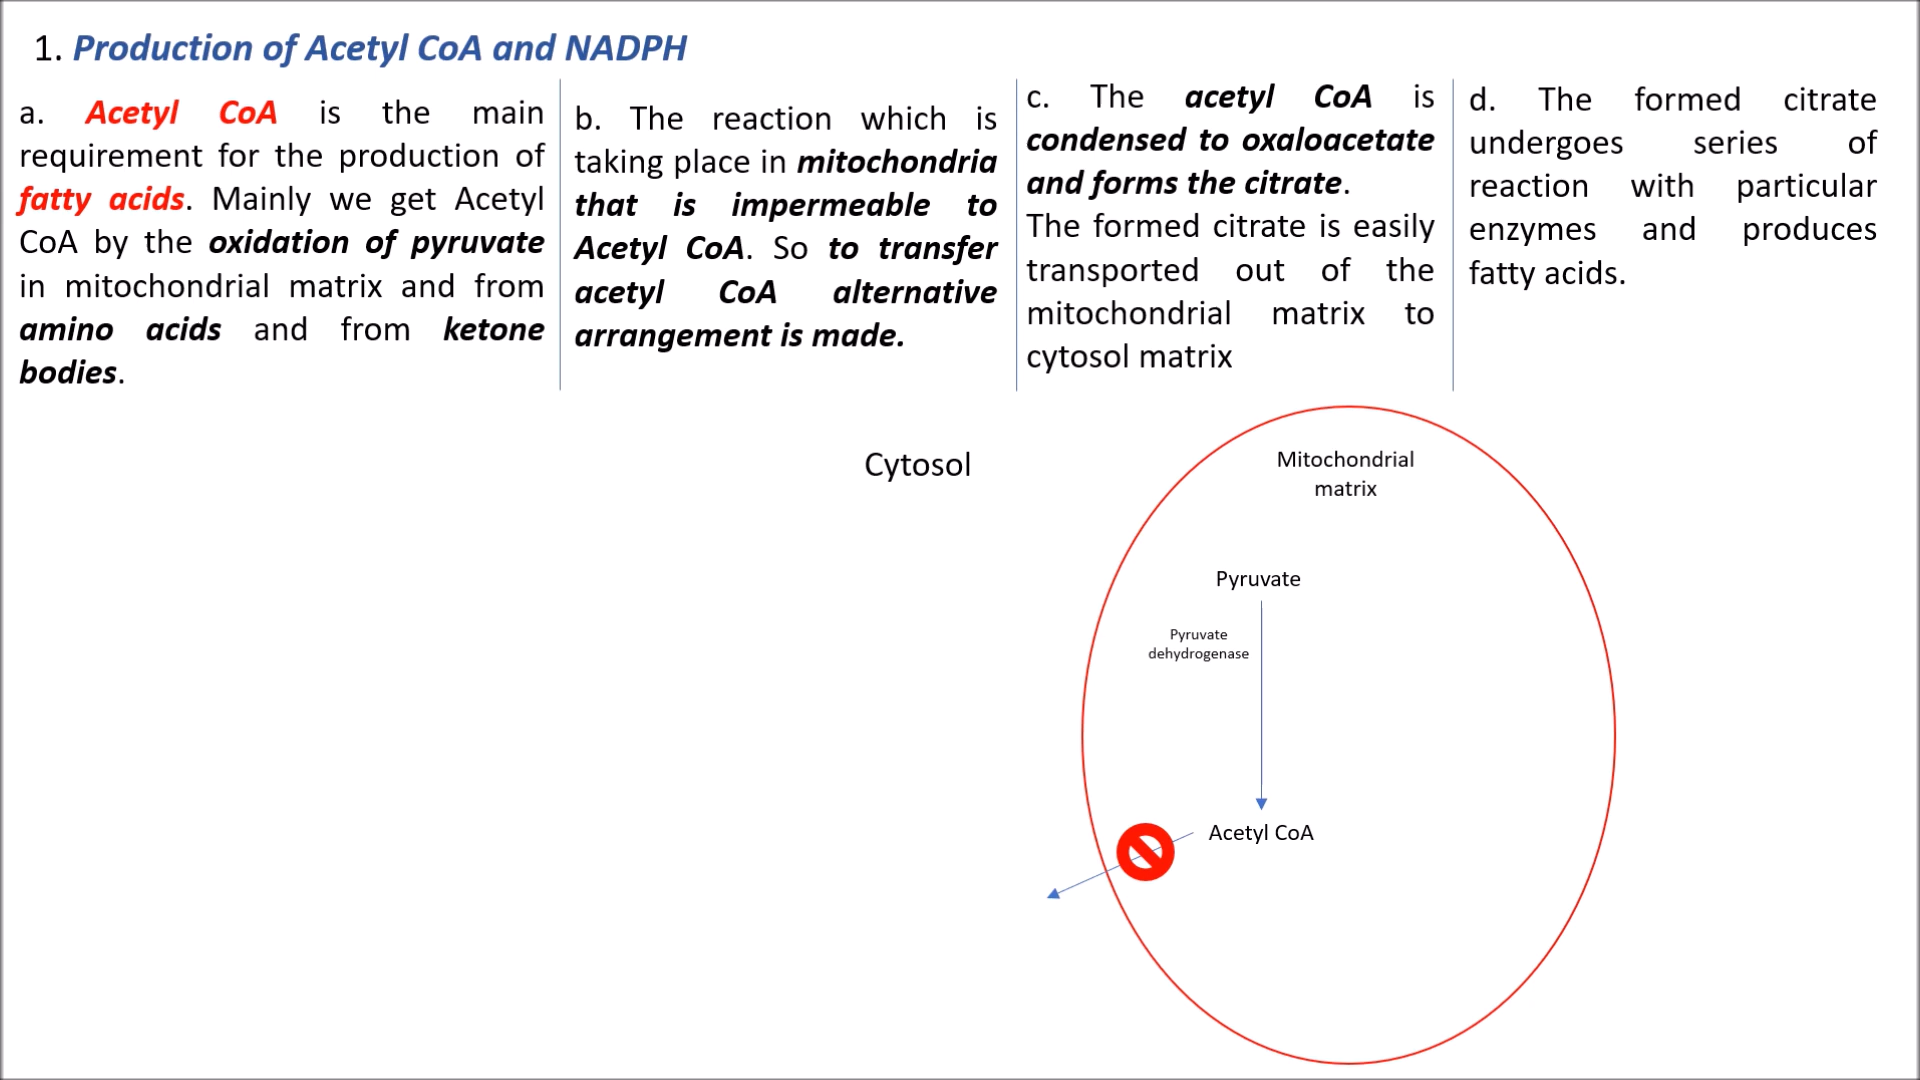 1. Production of Acetyl CoA and NADPH
a. Acetyl CoA is the main
requirement for the production of
fatty acids. Mainly we get Acetyl
CoA by the oxidation of pyruvate
in mitochondrial matrix and from
amino acids and from ketone
bodies.
b. The reaction which is
taking place in mitochondria
that is impermeable to
Acetyl CoA. So to transfer
acetyl CoA alternative
arrangement is made.
c. The acetyl CoA is
condensed to oxaloacetate
and forms the citrate.
The formed citrate is easily
transported out of the
mitochondrial matrix to
cytosol matrix
d. The formed citrate
undergoes series of
reaction with particular
enzymes and produces
fatty acids.
Cytosol
Mitochondrial
matrix
Pyruvate
Pyruvate
dehydrogenase
Acetyl CoA